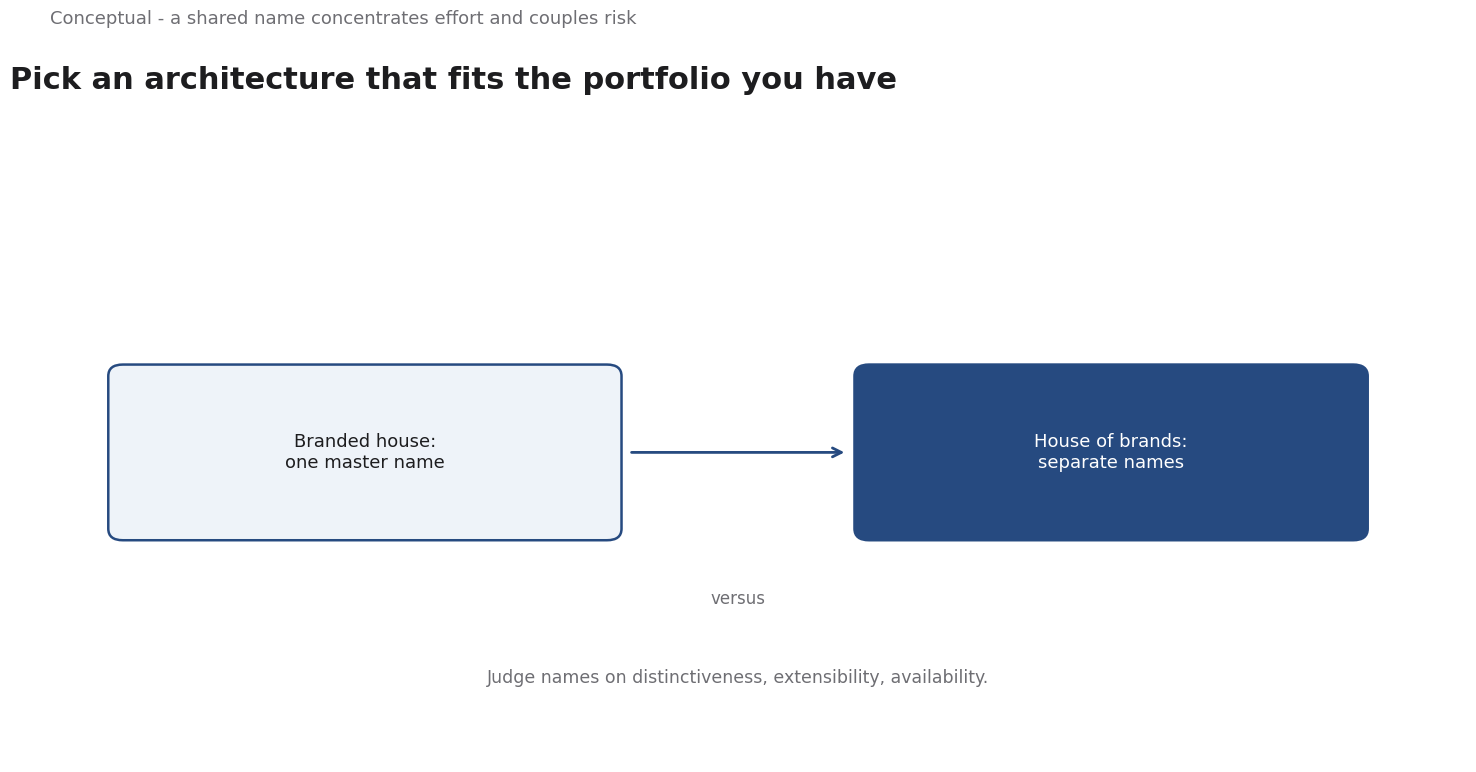 Conceptual - a shared name concentrates effort and couples risk
Pick an architecture that fits the portfolio you have
Branded house:
one master name
House of brands:
separate names
versus
Judge names on distinctiveness, extensibility, availability.